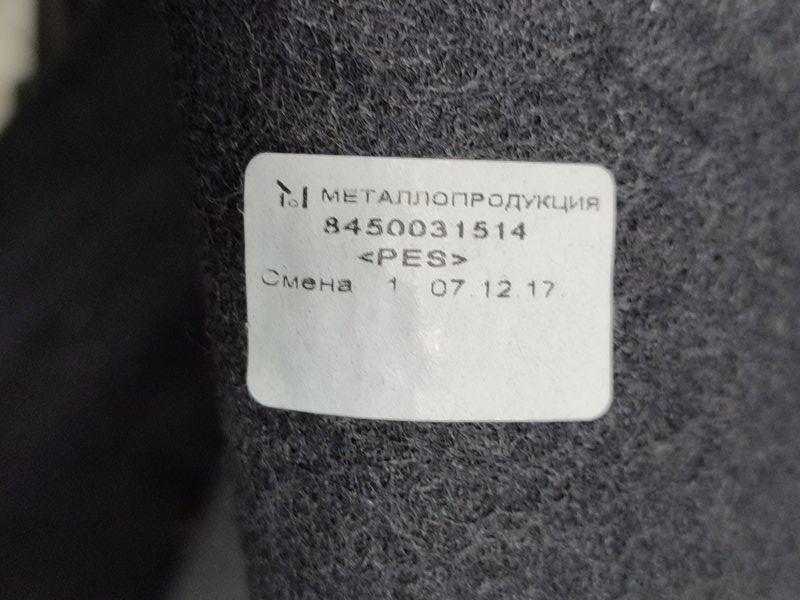 МЕТАЛЛОПРОДУКЦИЯ
8450031514
<PES>
Смена 1 07.12.17.